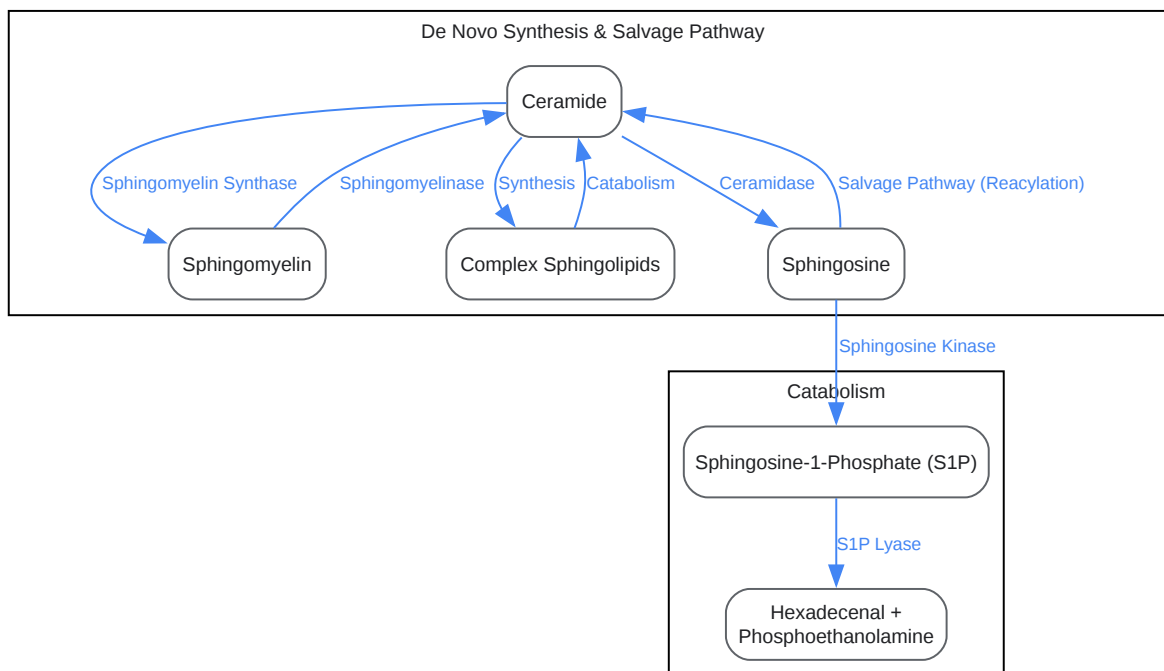 De Novo Synthesis & Salvage Pathway
Ceramide
Sphingomyelin Synthase
Sphingomyelinase
Synthesis
Catabolism
Ceramidase
Salvage Pathway (Reacylation)
Sphingomyelin
Complex Sphingolipids
Sphingosine
Sphingosine Kinase
Catabolism
Sphingosine-1-Phosphate (S1P)
S1P Lyase
Hexadecenal +
Phosphoethanolamine